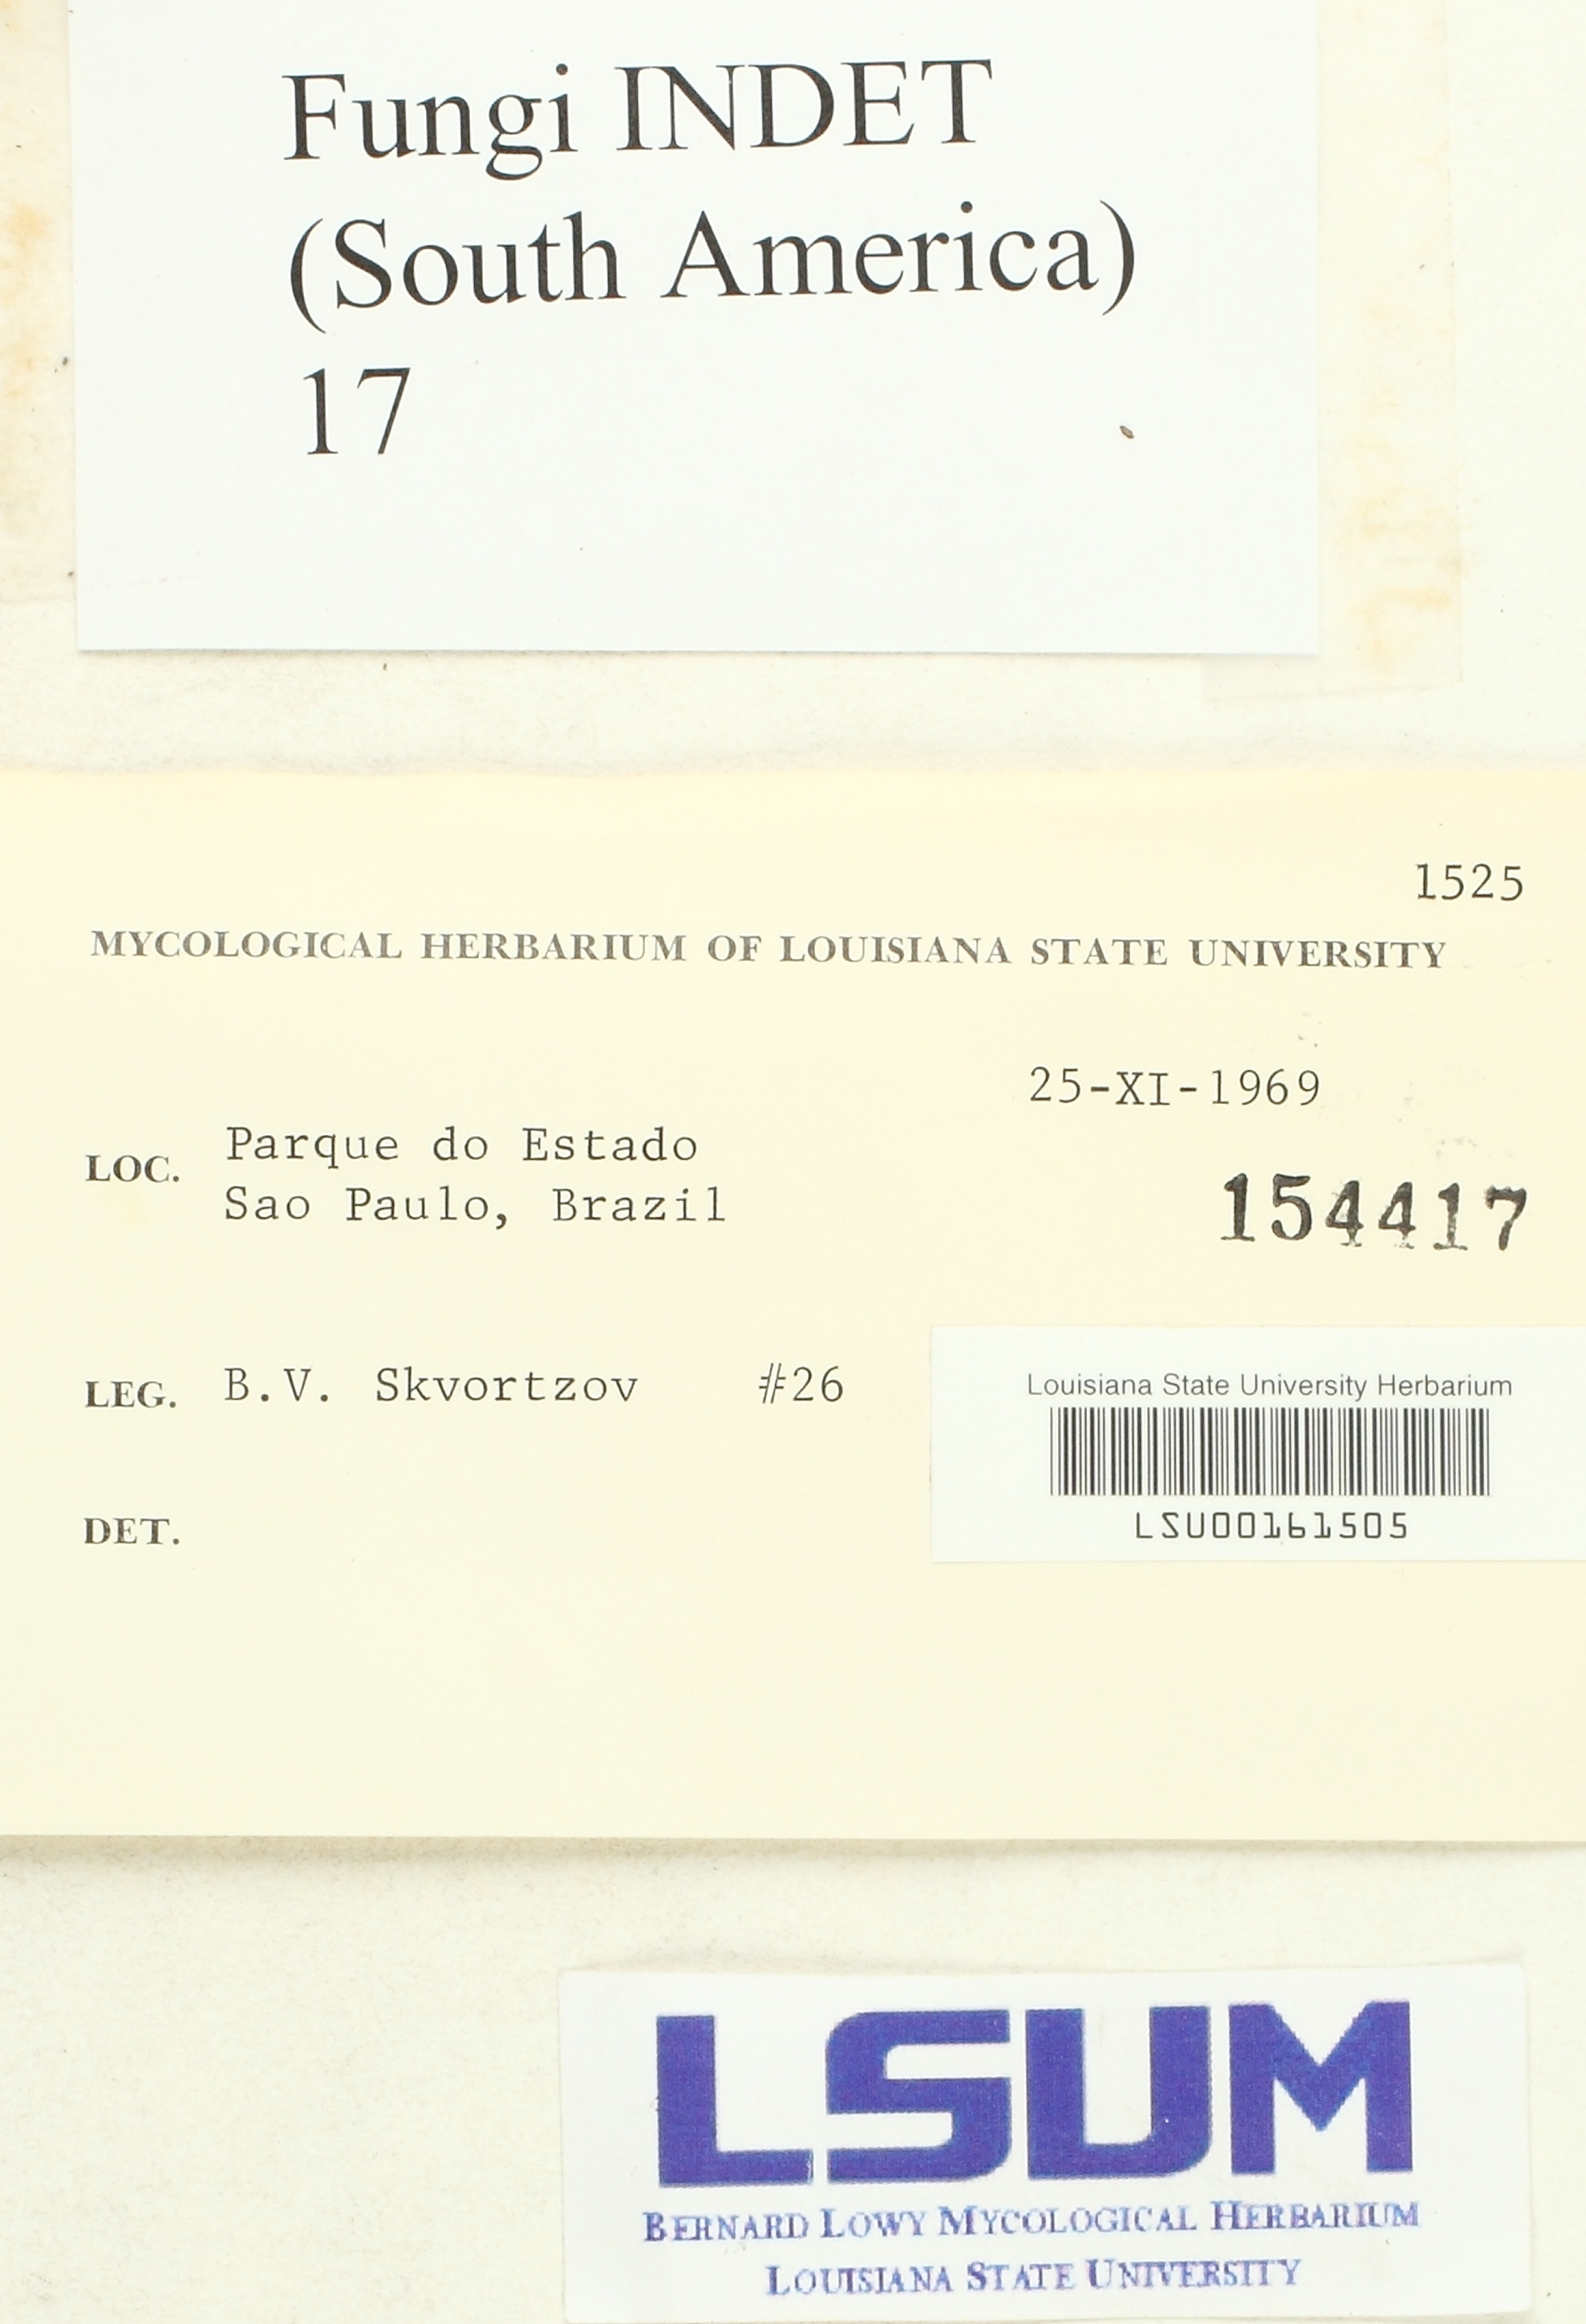 Fungi INDET
(South America)
17
1525
MYCOLOGICAL HERBARIUM OF LOUISIANA STATE UNIVERSITY
25-XI-1969
LOC. Parque do Estado
Sao Paulo, Brazil
154417
LEG. B.V. Skvortzov #26
Louisiana State University Herbarium
LSU00161505
DET.
LSUM
BERNARD LOWY MYCOLOGICAL HERBARIUM
LOUISIANA STATE UNIVERSITY